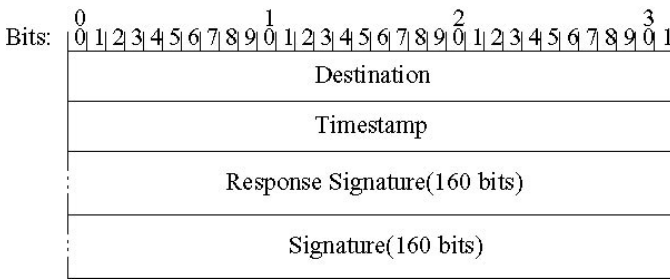 0 1 2 3
Bits: 0 1 2 3 4 5 6 7 8 9 0 1 2 3 4 5 6 7 8 9 0 1 2 3 4 5 6 7 8 9 0 1
Destination
Timestamp
Response Signature(160 bits)
Signature(160 bits)